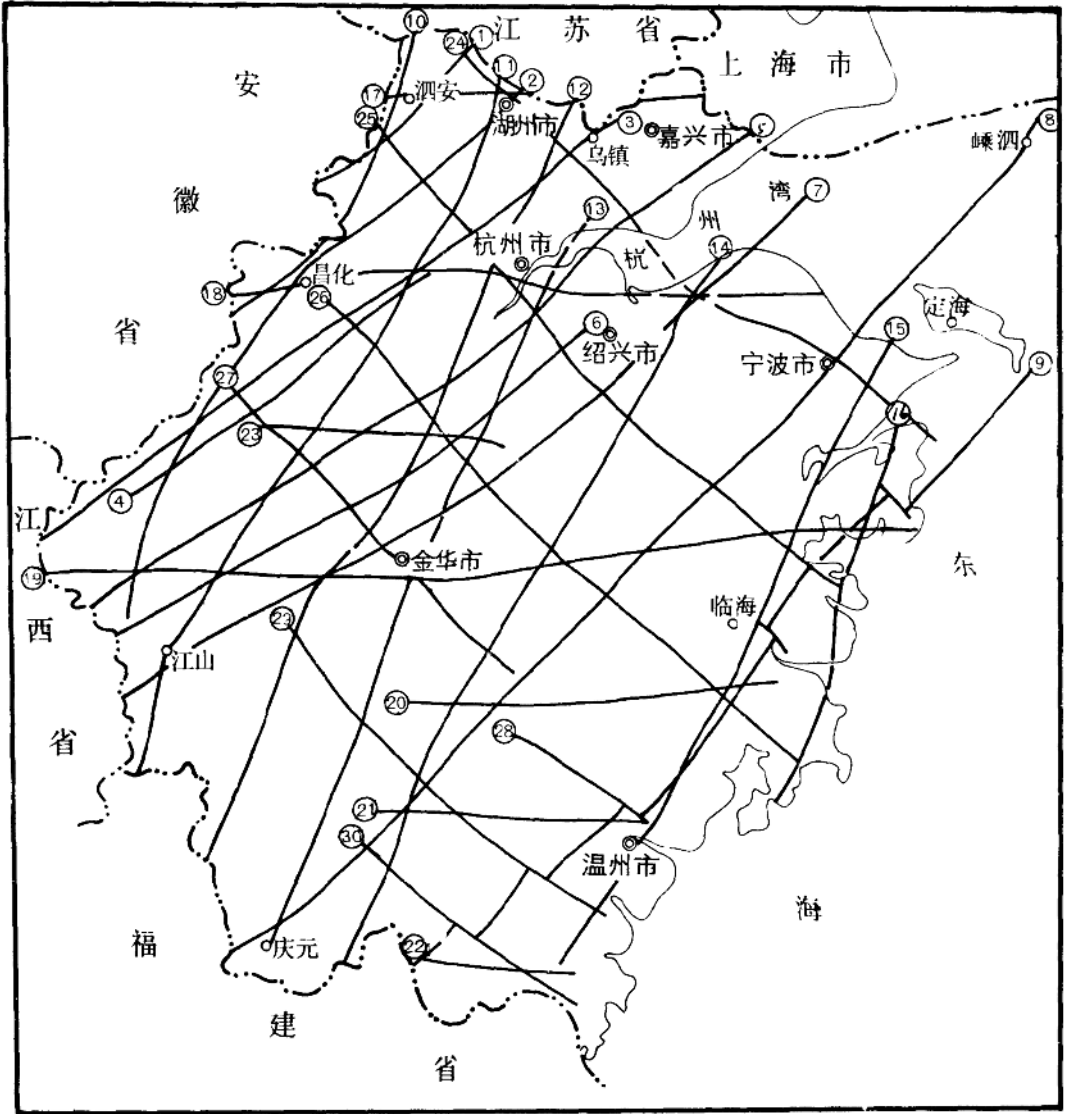 ⑩
㉔
①
江苏省
上海市
安
⑪
②
⑫
⑰
泗安
湖州市
㉕
③
嘉兴市
乌镇
⑧
嵊泗
徽
湾
⑦
⑬
州
杭州市
杭
⑭
⑱
昌化
㉖
定海
省
⑥
绍兴市
⑮
宁波市
⑨
㉗
㉓
④
江
金华市
东
⑲
西
㉙
临海
江山
省
⑳
㉘
㉑
㉚
温州市
海
福
庆元
㉒
建
省